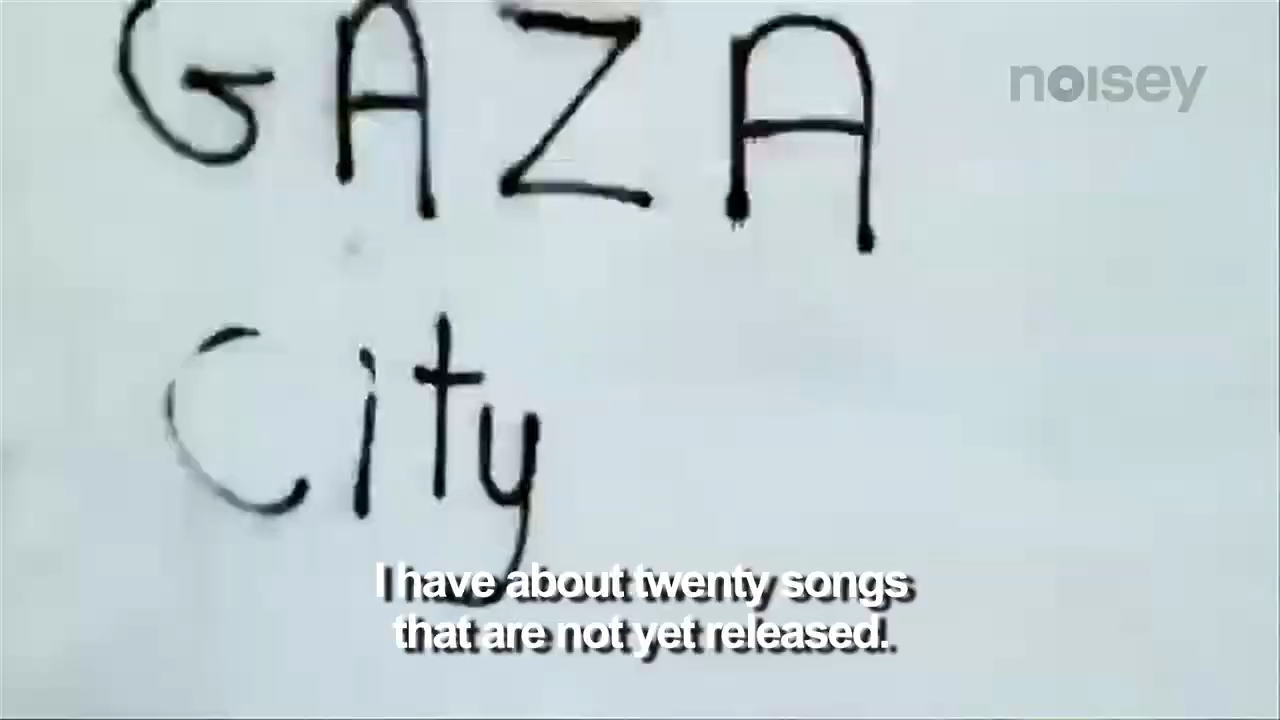 GAZA
noisey
City
I have about twenty songs
that are not yet released.